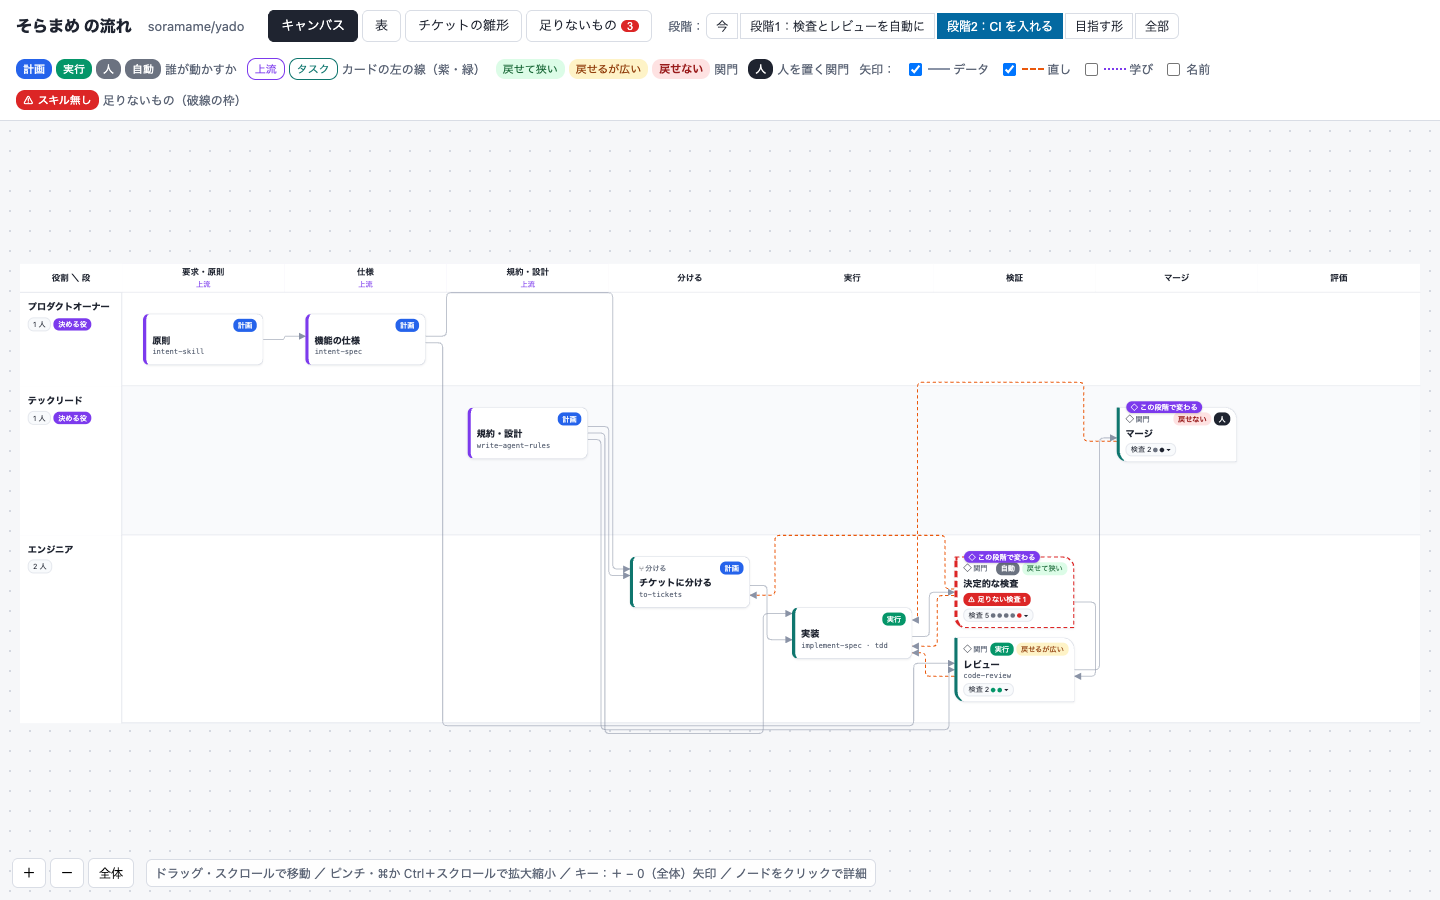 そらまめ の流れ soramame/yado キャンバス 表 チケットの雛形 足りないもの 3 段階： 今 段階1：検査とレビューを自動に 段階2：CI を入れる 目指す形 全部
計画 実行 人 自動 誰が動かすか 上流 タスク カードの左の線（紫・緑） 戻せて狭い 戻せるが広い 戻せない 関門 人 人を置く関門 矢印： データ 直し 学び 名前
⚠ スキル無し 足りないもの（破線の枠）
役割 ＼ 段 要求・原則 仕様 規約・設計 分ける 実行 検証 マージ 評価
上流 上流 上流
プロダクトオーナー
1 人 決める役
計画
原則
intent-skill
計画
機能の仕様
intent-spec
テックリード
1 人 決める役
計画
規約・設計
write-agent-rules
◇ この段階で変わる
◇ 関門 戻せない 人
マージ
検査 2
エンジニア
2 人
分ける 計画
チケットに分ける
to-tickets
実行
実装
implement-spec · tdd
◇ この段階で変わる
◇ 関門 自動 戻せて狭い
決定的な検査
⚠ 足りない検査 1
検査 5
◇ 関門 実行 戻せるが広い
レビュー
code-review
検査 2
＋ － 全体 ドラッグ・スクロールで移動 ／ ピンチ・⌘か Ctrl＋スクロールで拡大縮小 ／ キー：＋ − 0（全体）矢印 ／ ノードをクリックで詳細